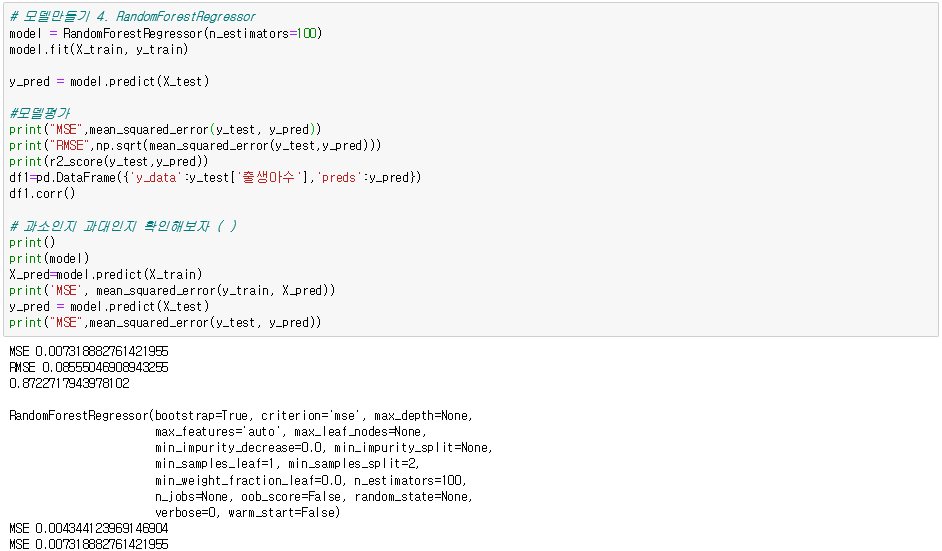 # 모델만들기 4. RandomForestRegressor
model = RandomForestRegressor(n_estimators=100)
model.fit(X_train, y_train)
y_pred = model.predict(X_test)
#모델평가
print("MSE",mean_squared_error(y_test, y_pred))
print("RMSE",np.sqrt(mean_squared_error(y_test,y_pred)))
print(r2_score(y_test,y_pred))
df1=pd.DataFrame({'y_data':y_test['출생아수'],'preds':y_pred})
df1.corr()
# 과소인지 과대인지 확인해보자 ( )
print()
print(model)
X_pred=model.predict(X_train)
print('MSE', mean_squared_error(y_train, X_pred))
y_pred = model.predict(X_test)
print("MSE",mean_squared_error(y_test, y_pred))
MSE 0.007318882761421955
RMSE 0.08555046908943255
0.8722717943978102
RandomForestRegressor(bootstrap=True, criterion='mse', max_depth=None,
max_features='auto', max_leaf_nodes=None,
min_impurity_decrease=0.0, min_impurity_split=None,
min_samples_leaf=1, min_samples_split=2,
min_weight_fraction_leaf=0.0, n_estimators=100,
n_jobs=None, oob_score=False, random_state=None,
verbose=0, warm_start=False)
MSE 0.004344123969146904
MSE 0.007318882761421955